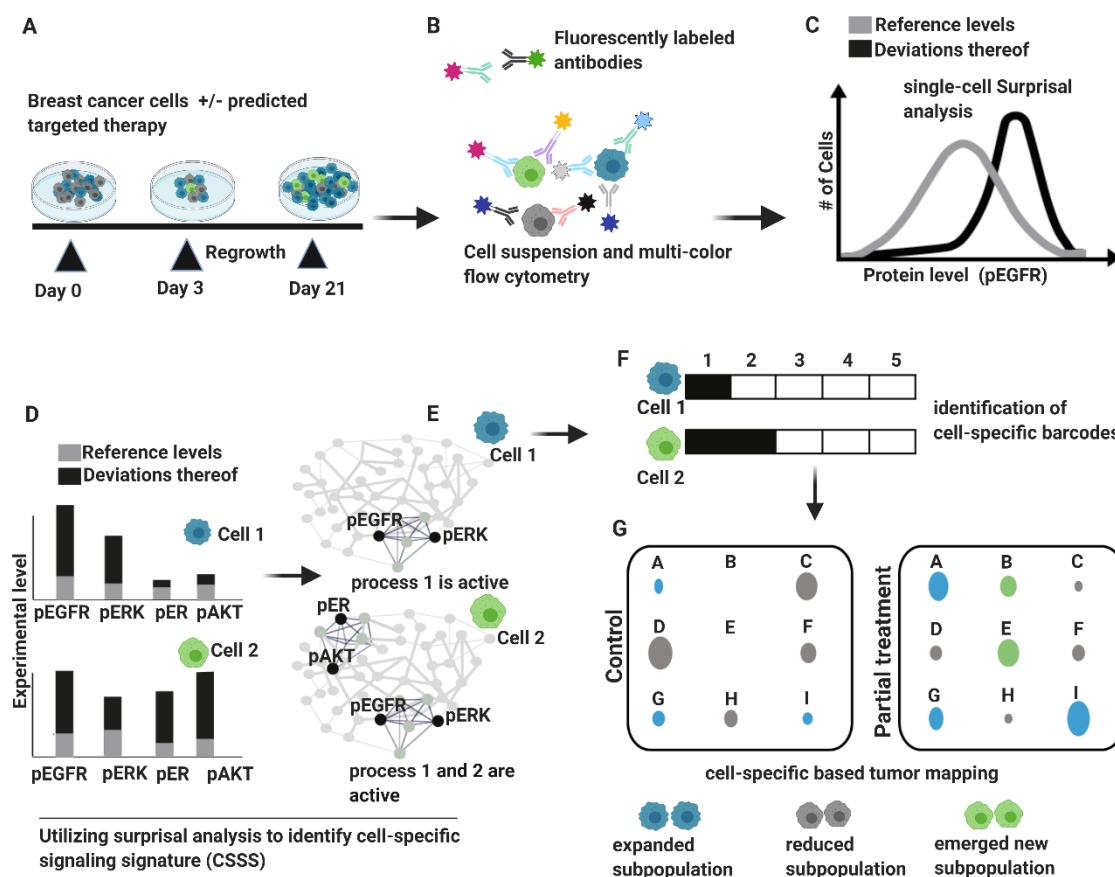 A
Breast cancer cells +/- predicted
targeted therapy
Regrowth
Day 0
Day 3
Day 21
B
Fluorescently labeled
antibodies
Cell suspension and multi-color
flow cytometry
C
Reference levels
Deviations thereof
single-cell Surprisal
analysis
# of Cells
Protein level (pEGFR)
D
Reference levels
Deviations thereof
Experimental level
Cell 1
pEGFR pERK pER pAKT
Cell 2
pEGFR pERK pER pAKT
E
Cell 1
pEGFR
pERK
process 1 is active
pER
Cell 2
pAKT
pEGFR
pERK
process 1 and 2 are
active
Utilizing surprisal analysis to identify cell-specific
signaling signature (CSSS)
F
1 2 3 4 5
Cell 1
Cell 2
identification of
cell-specific barcodes
G
Control
A B C
D E F
G H I
Partial treatment
A B C
D E F
G H I
cell-specific based tumor mapping
expanded
subpopulation
reduced
subpopulation
emerged new
subpopulation